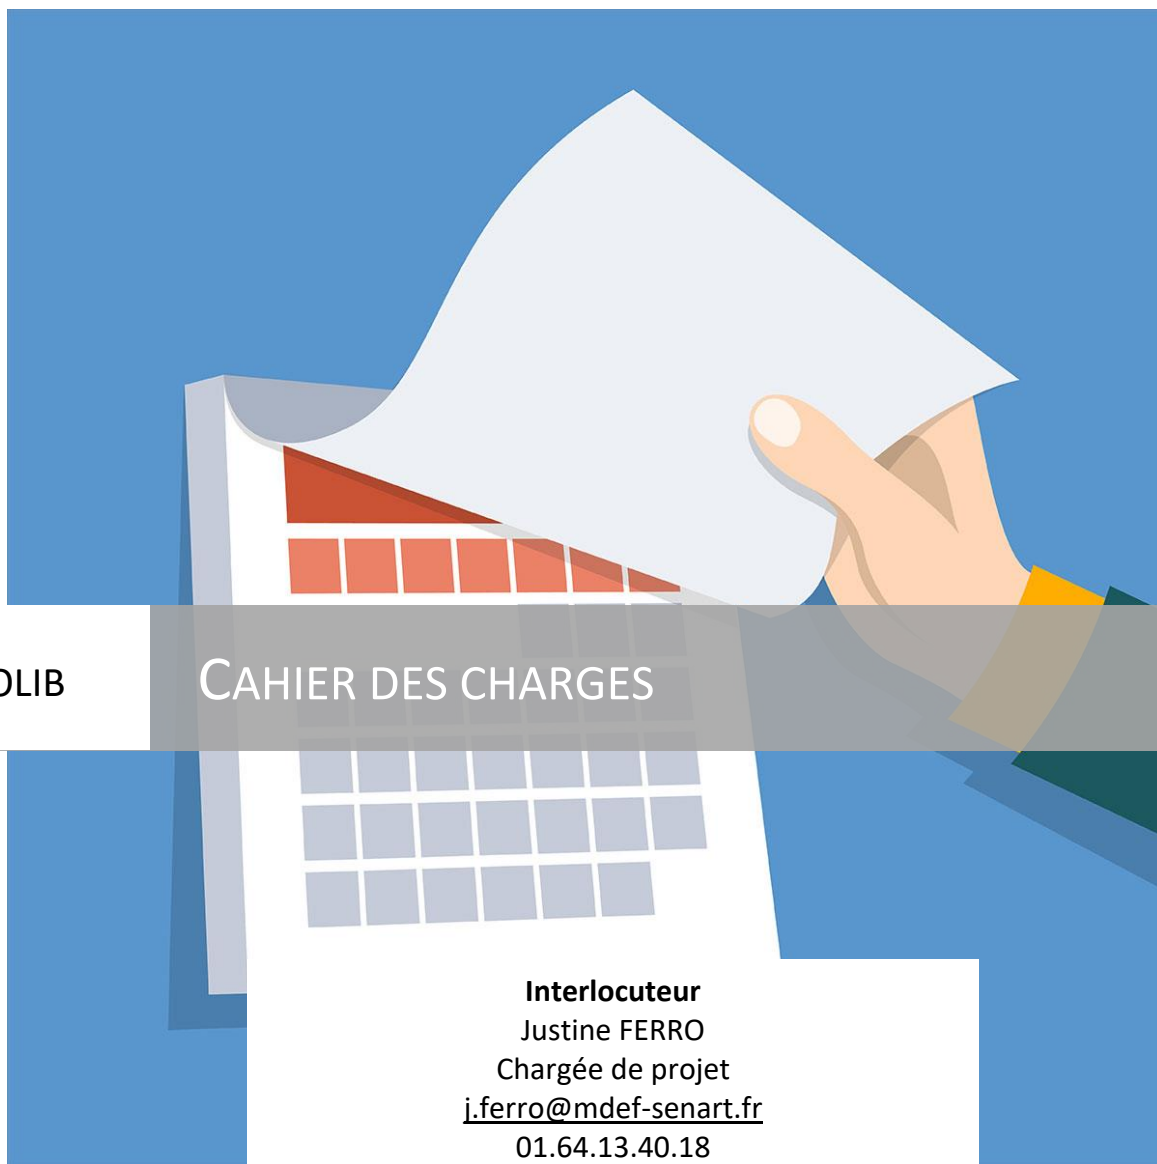 OLIB
CAHIER DES CHARGES
Interlocuteur
Justine FERRO
Chargée de projet
j.ferro@mdef-senart.fr
01.64.13.40.18